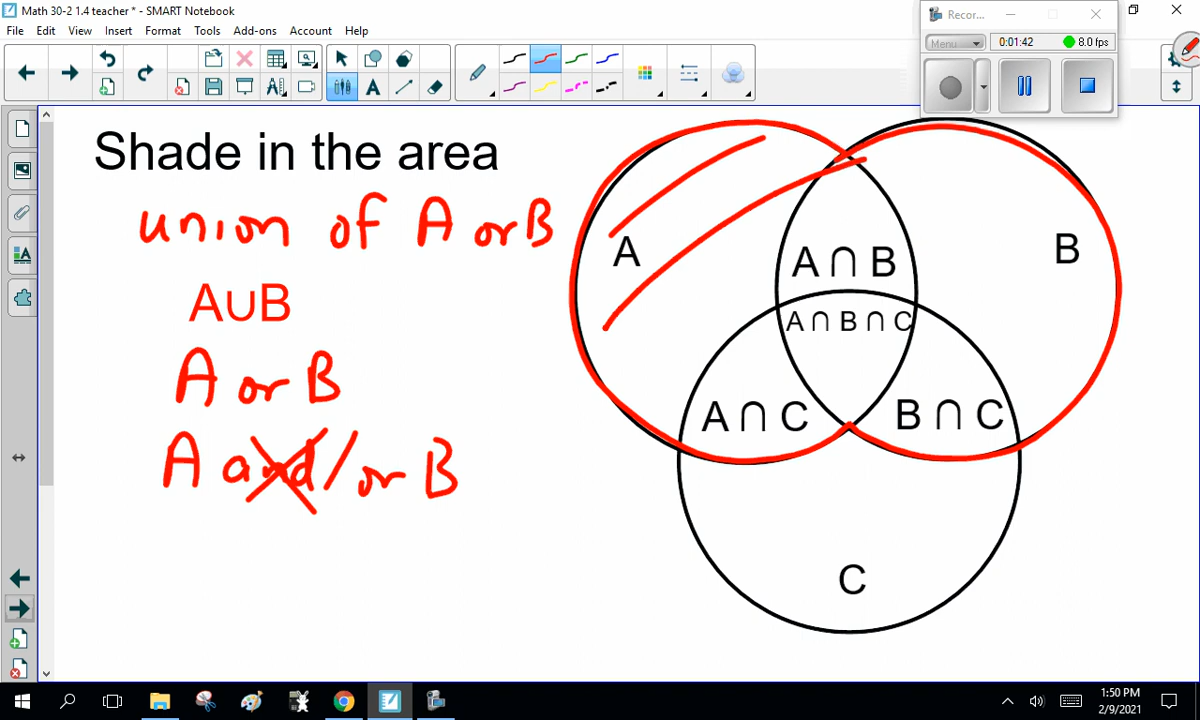 Math 30-2 1.4 teacher * - SMART Notebook
File Edit View Insert Format Tools Add-ons Account Help
Recor...
Menu
0:01:42
8.0 fps
Shade in the area
union of A or B
A∪B
A or B
A and/or B
A
B
A ∩ B
A ∩ B ∩ C
A ∩ C
B ∩ C
C
1:50 PM
2/9/2021